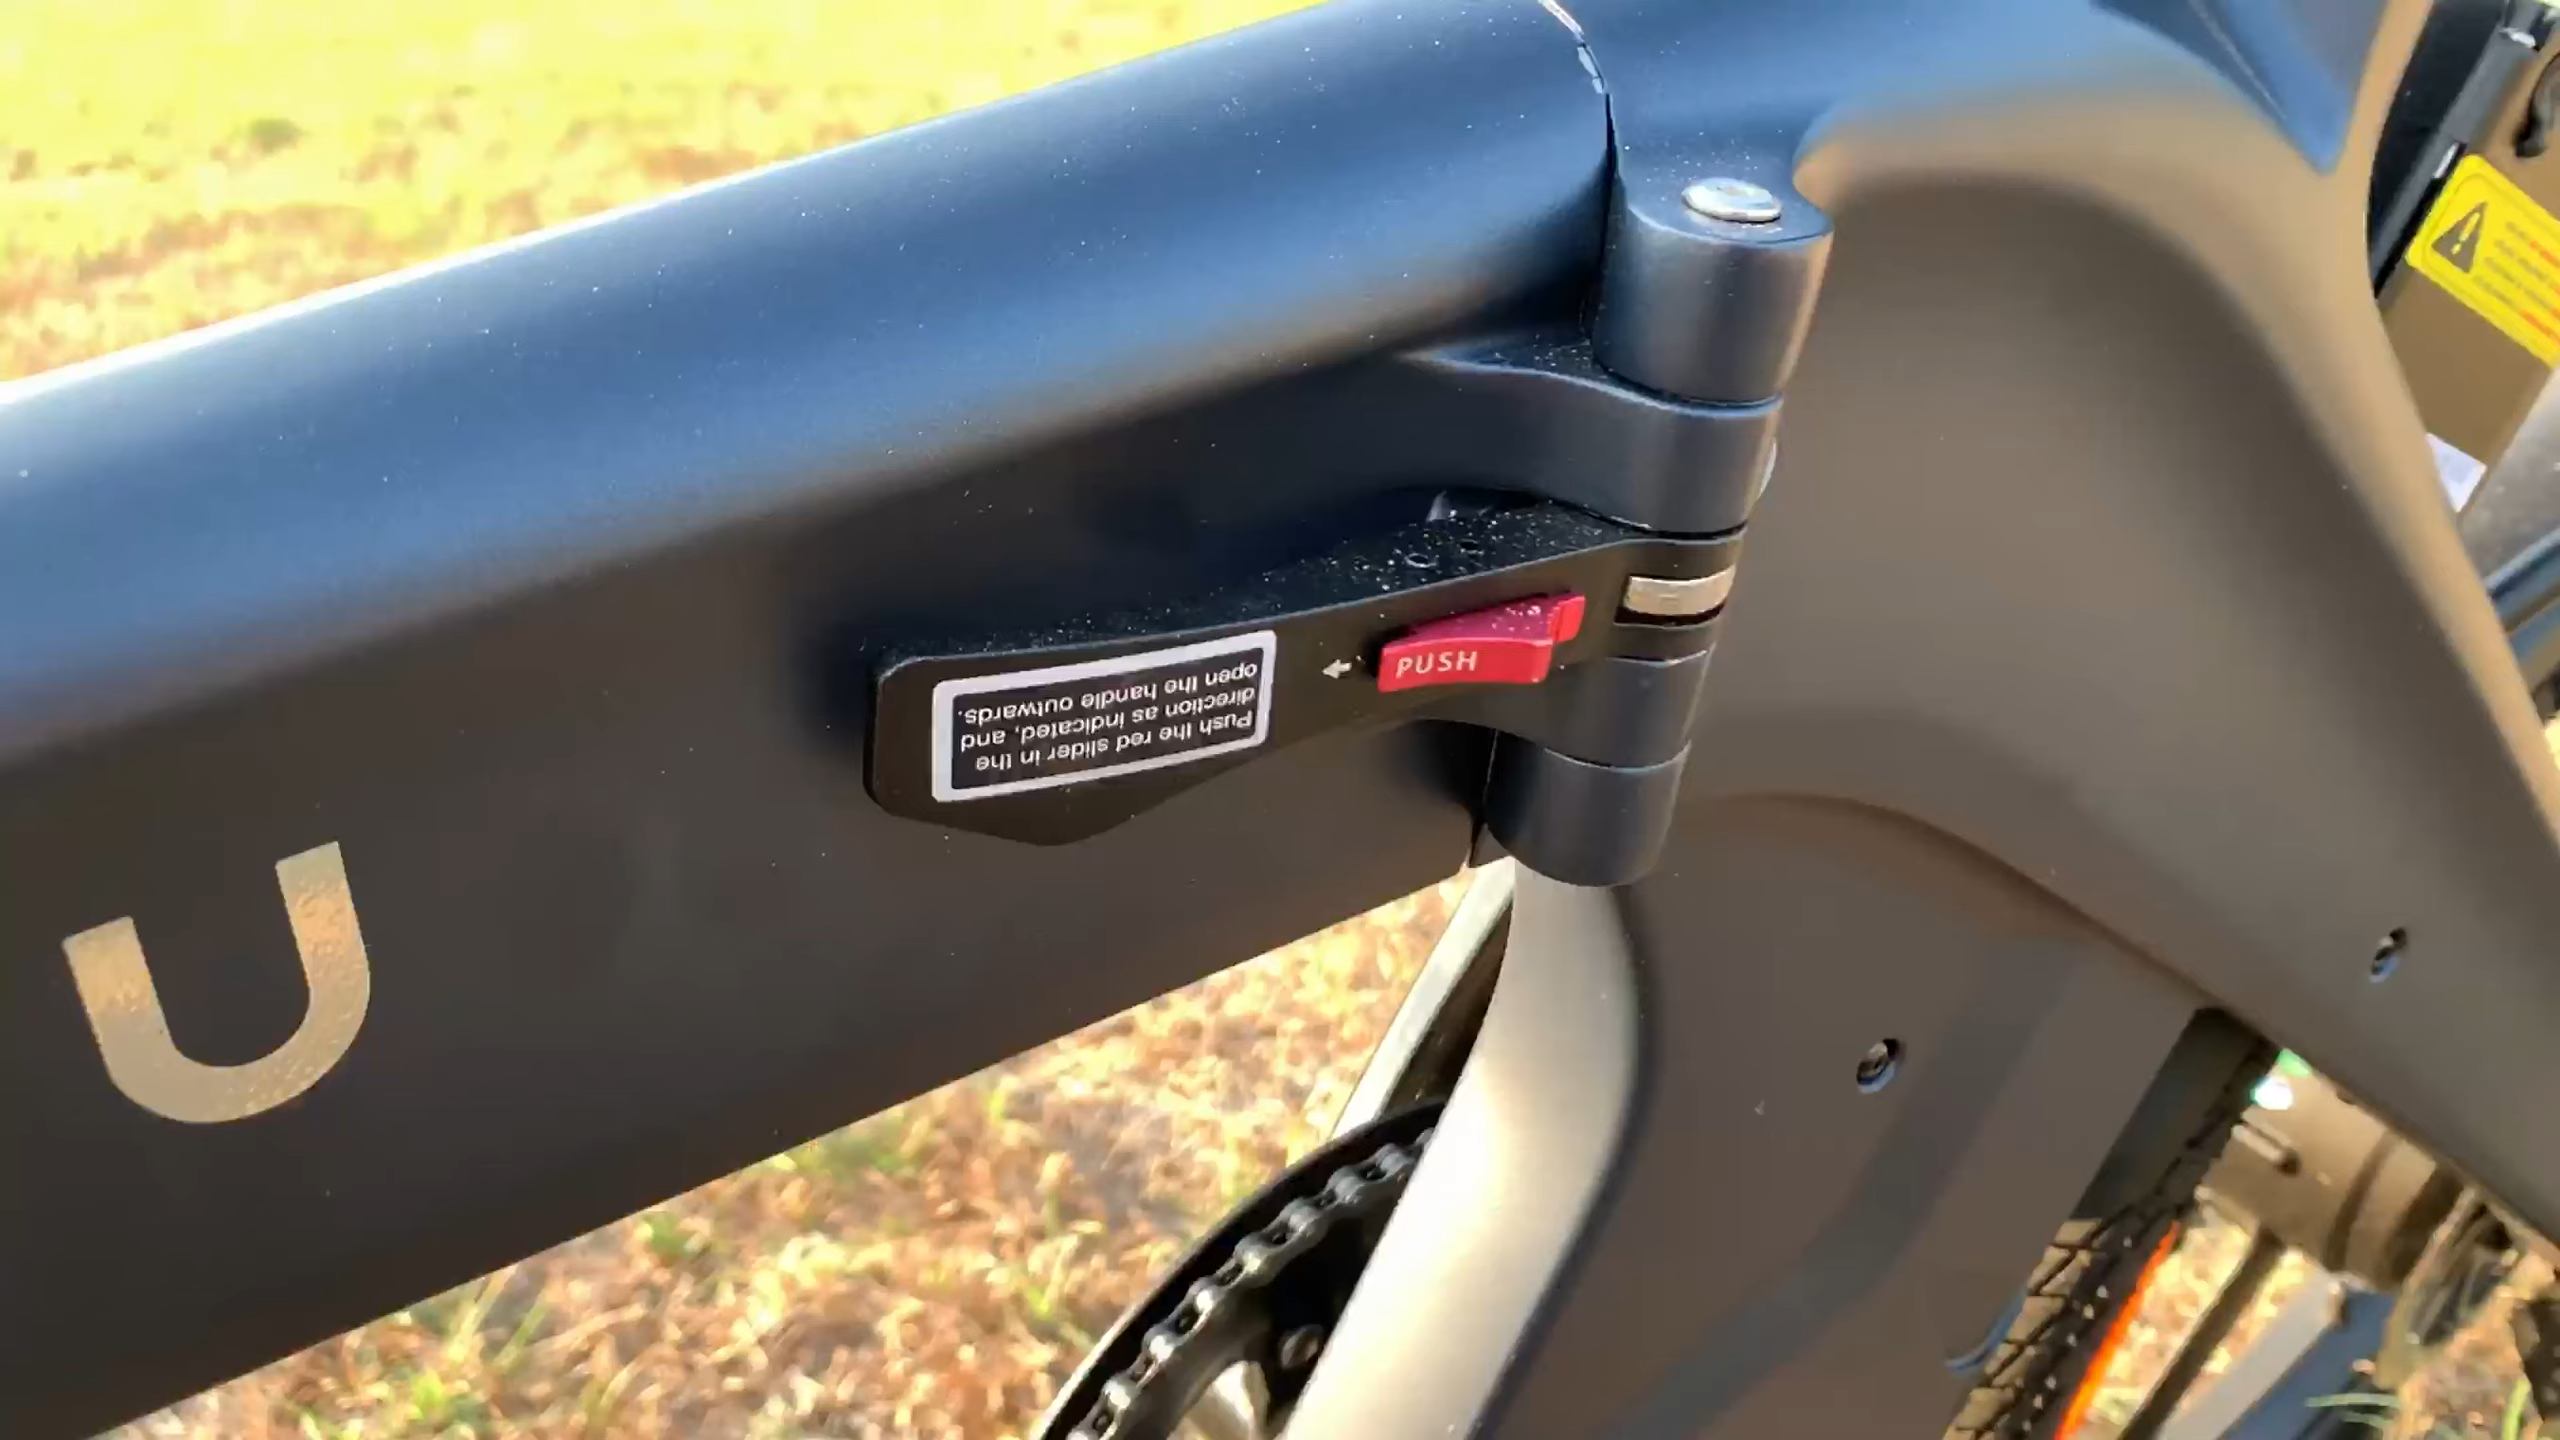 Push the red slider in the
direction as indicated, and
open the handle outwards.
PUSH
U